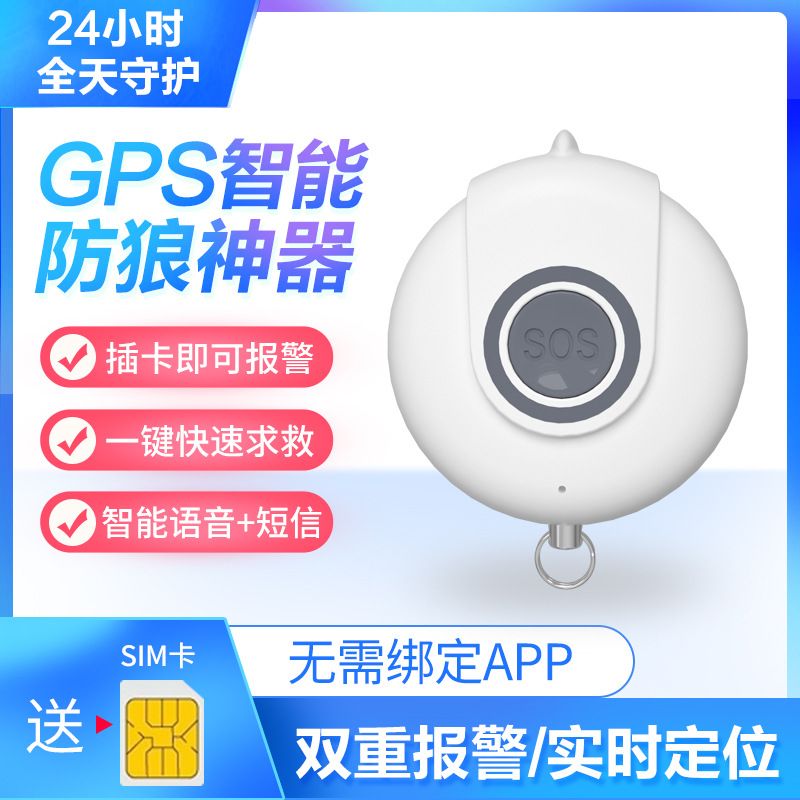 24小时
全天守护
GPS智能
防狼神器
插卡即可报警
一键快速求救
智能语音+短信
SOS
SIM卡
送
无需绑定APP
双重报警/实时定位